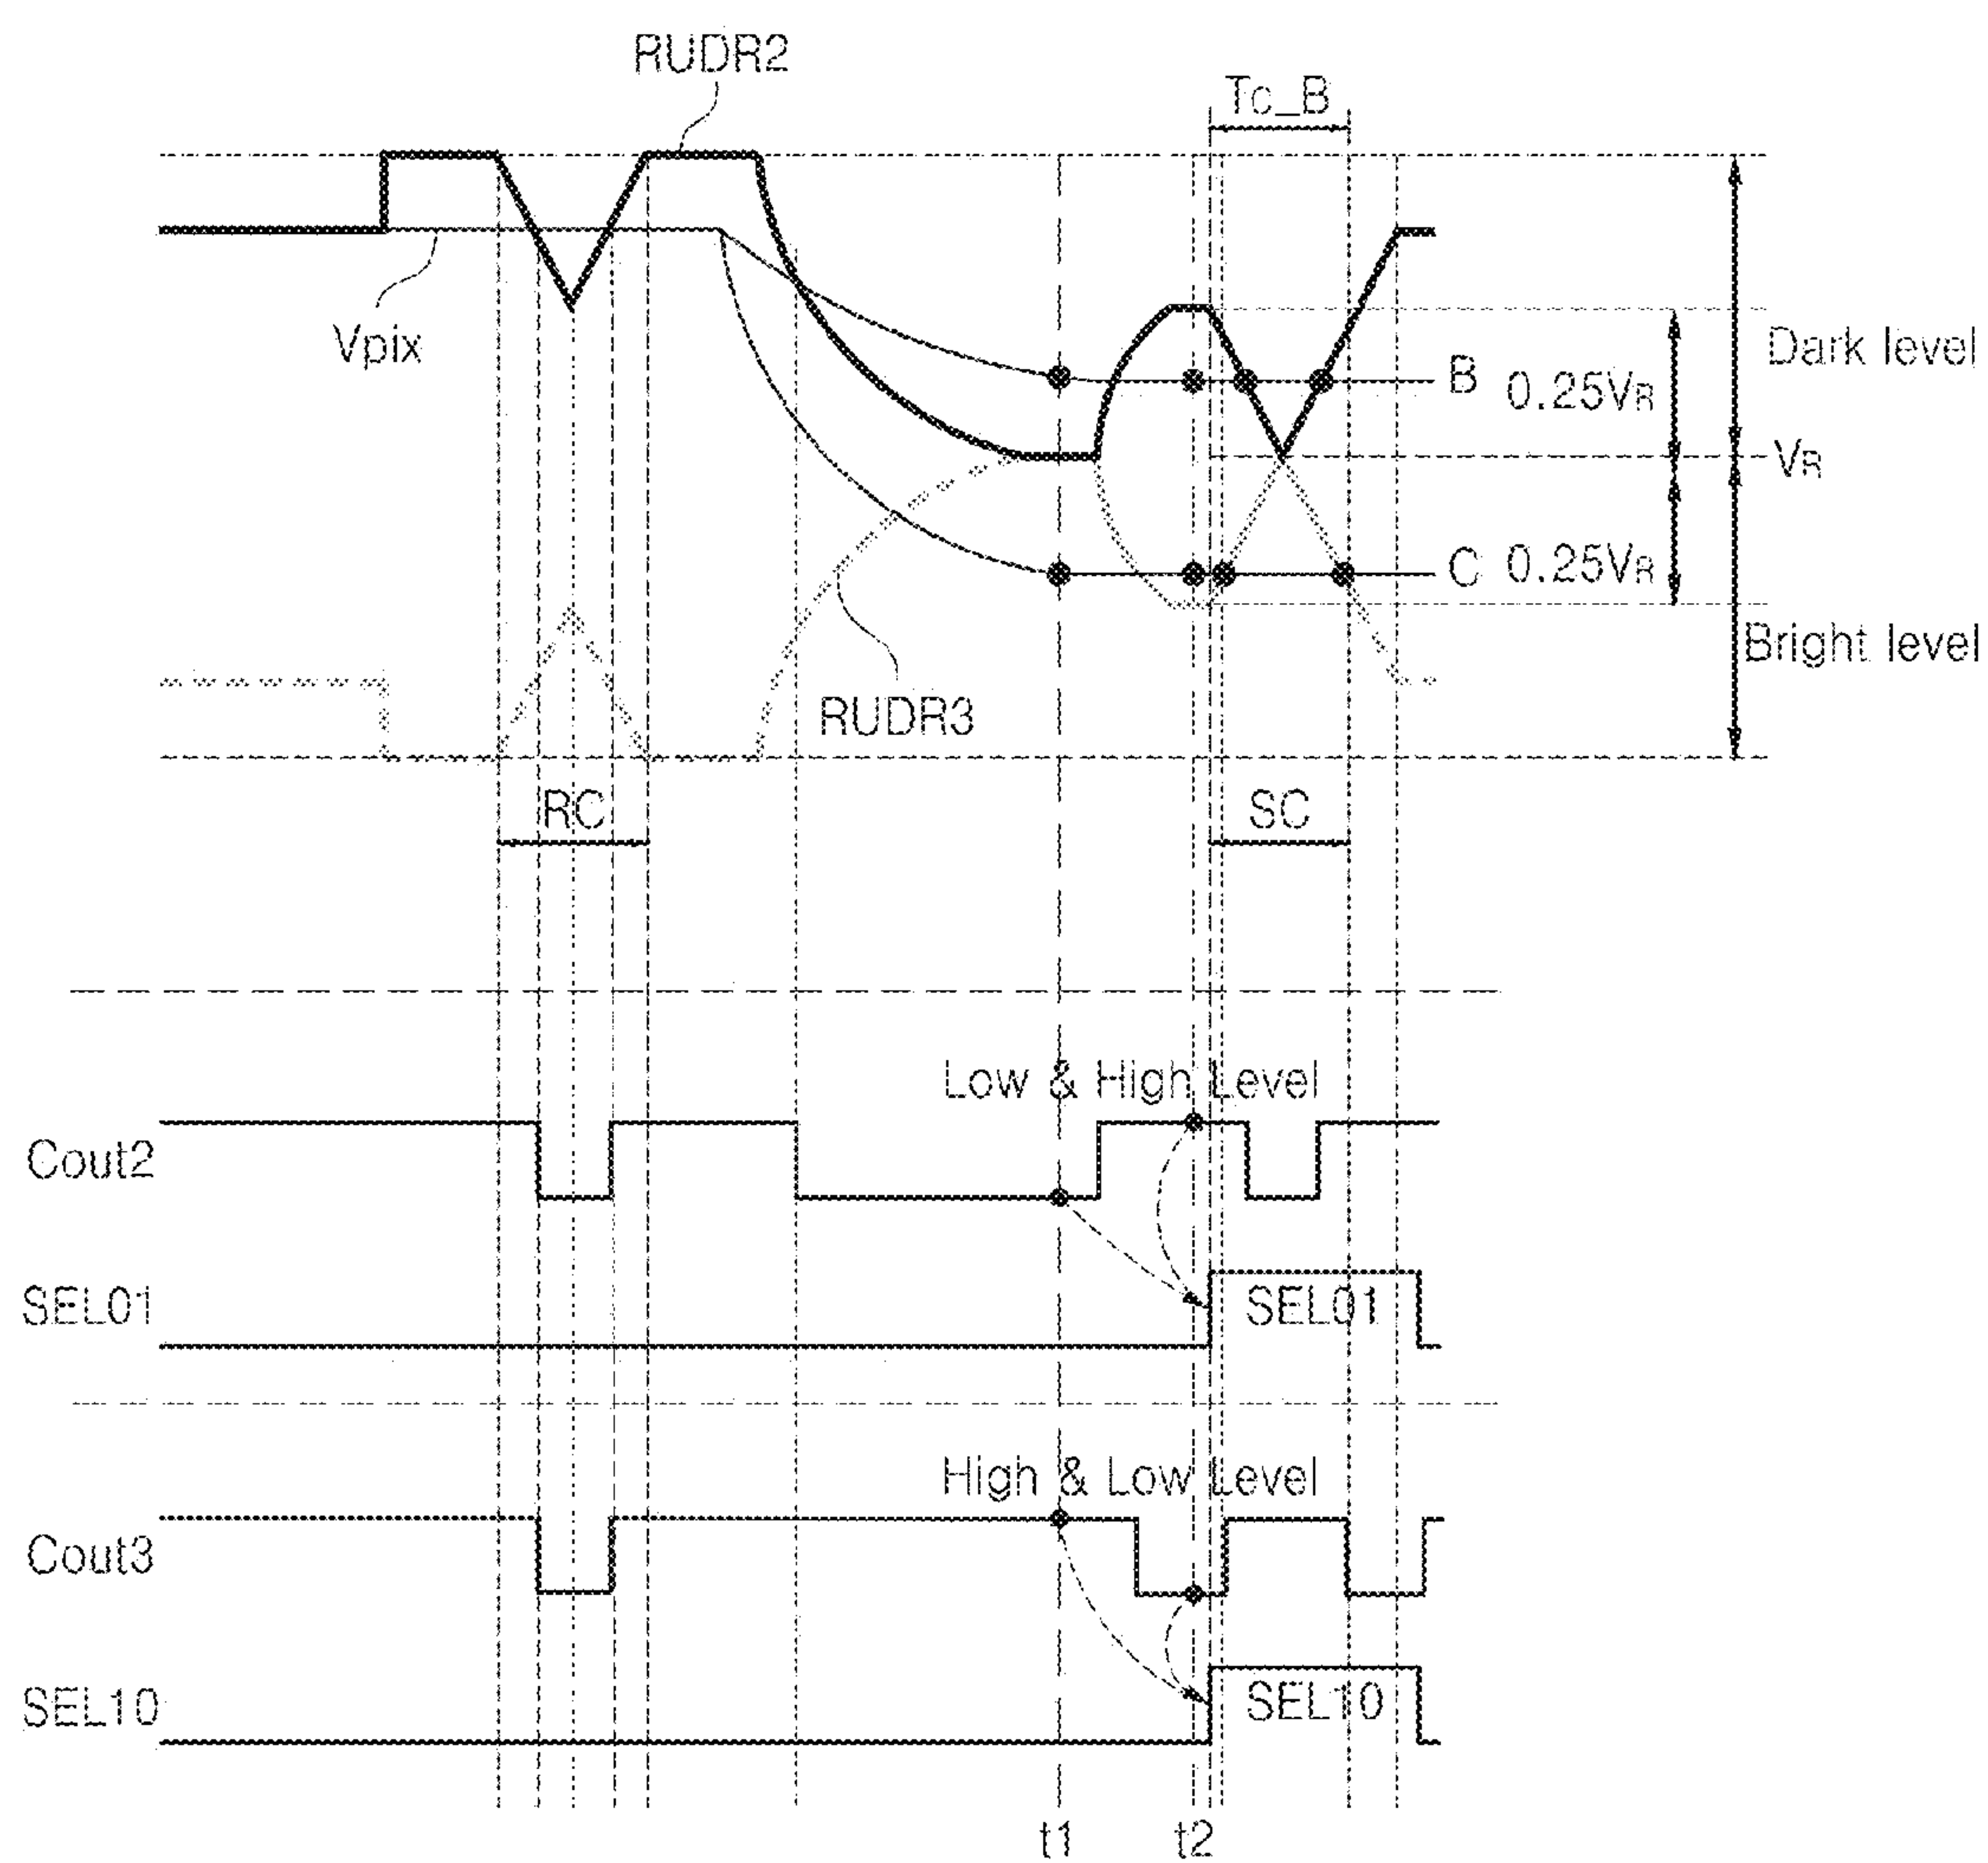 RUDR2
Tc_B
Vpix
Dark level
B 0.25VR
VR
C 0.25VR
Bright level
RUDR3
RC
SC
Low & High Level
Cout2
SEL01
SEL01
High & Low Level
Cout3
SEL10
SEL10
t1
t2